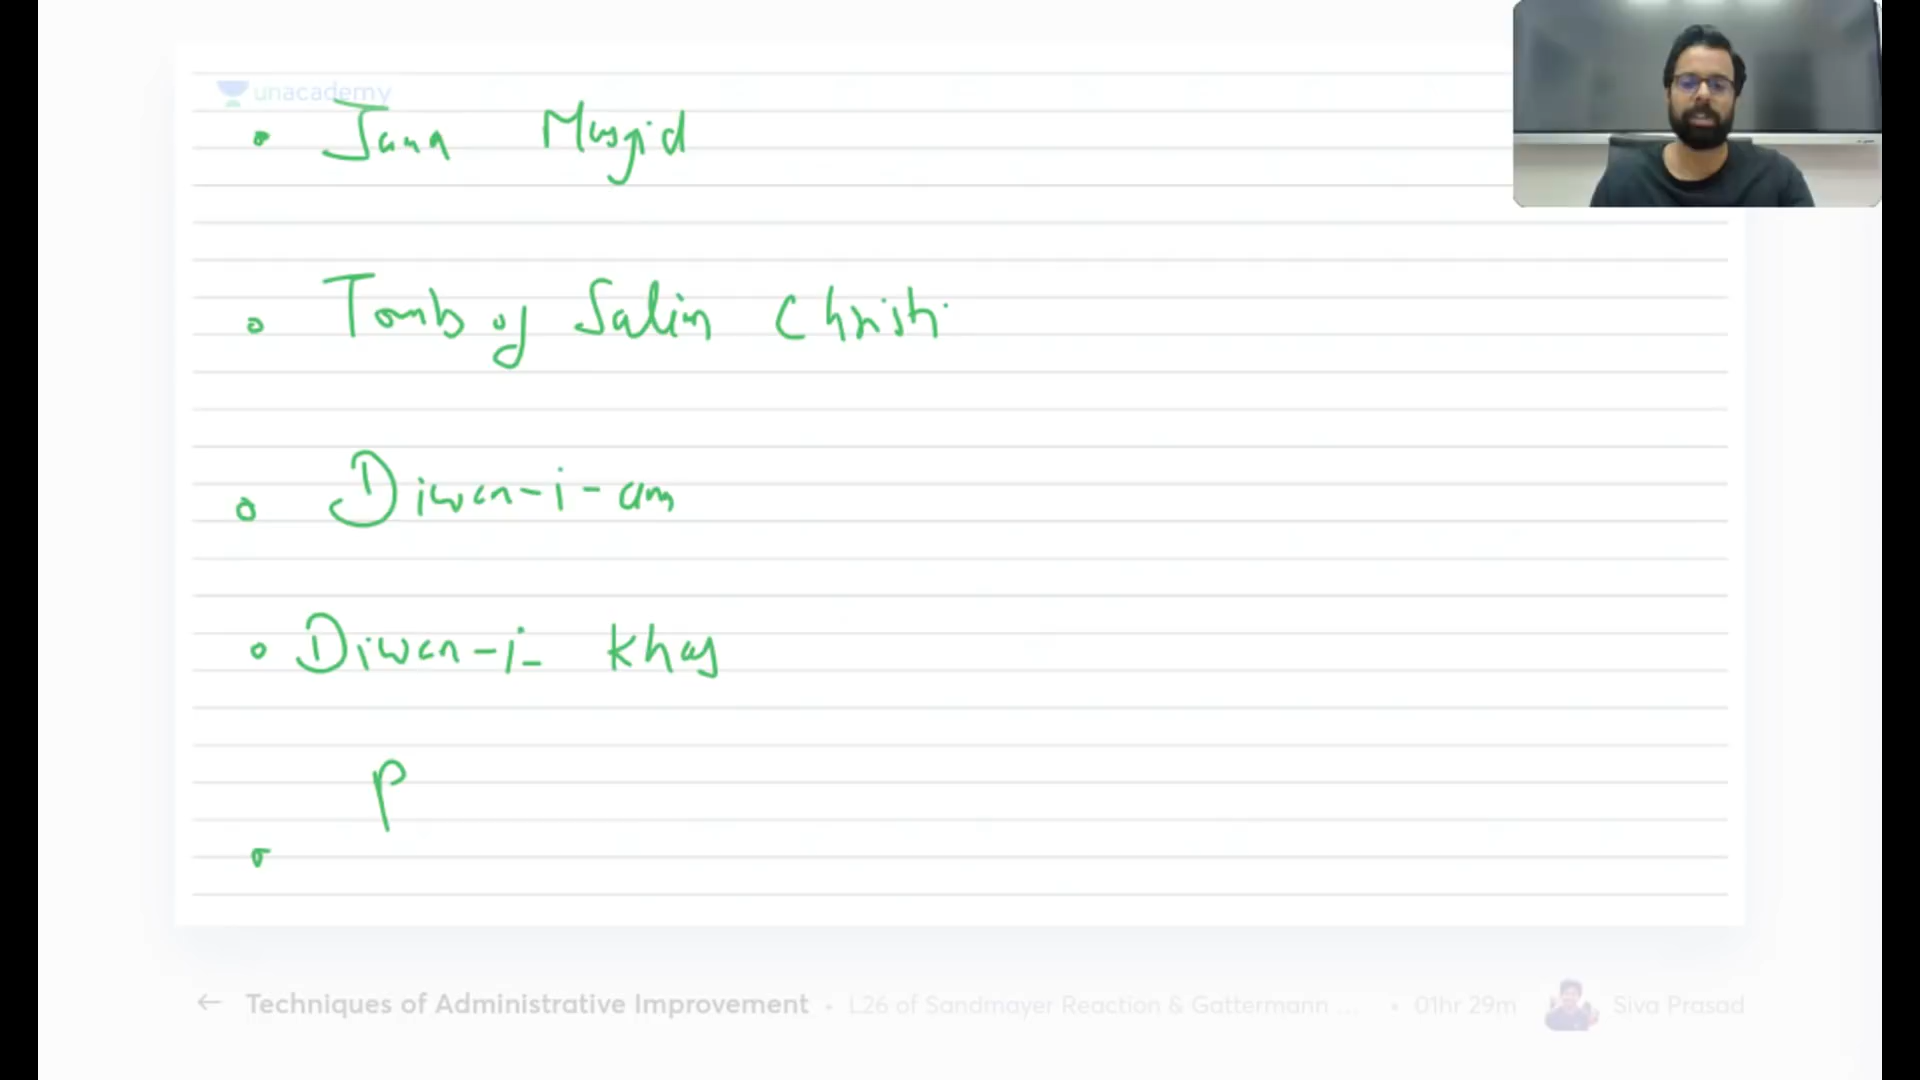 unacademy
• Jama Masjid
• Tomb of Salim Christi
• Diwan-i-am
• Diwan-i- Khas
P
•
← Techniques of Administrative Improvement • L26 of Sandmayer Reaction & Gattermann ... • 01hr 29m Siva Prasad